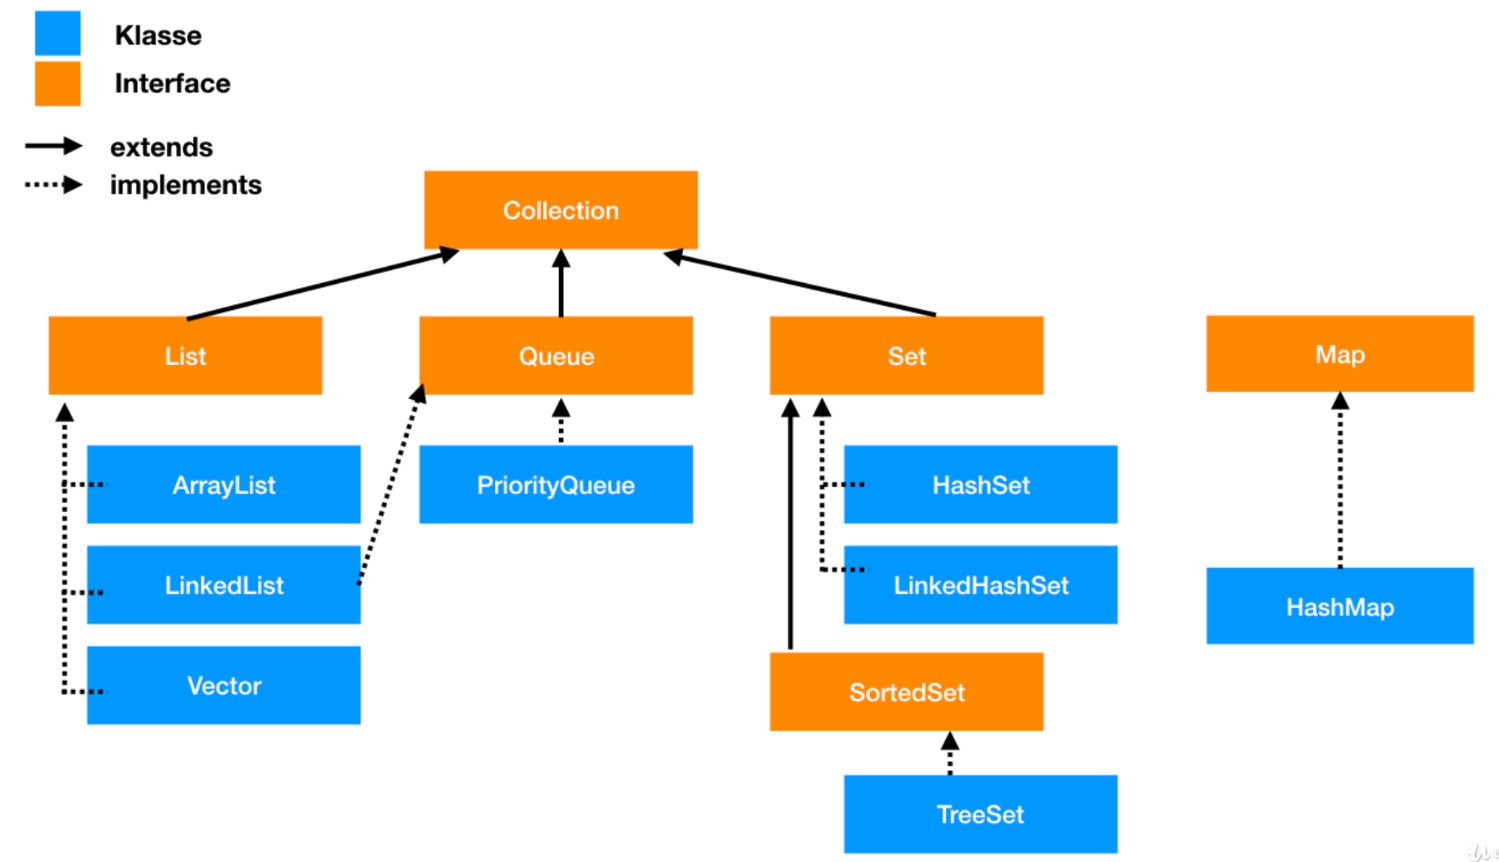 Klasse
Interface
extends
implements
Collection
List
Queue
Set
Map
ArrayList
PriorityQueue
HashSet
LinkedList
LinkedHashSet
HashMap
Vector
SortedSet
TreeSet